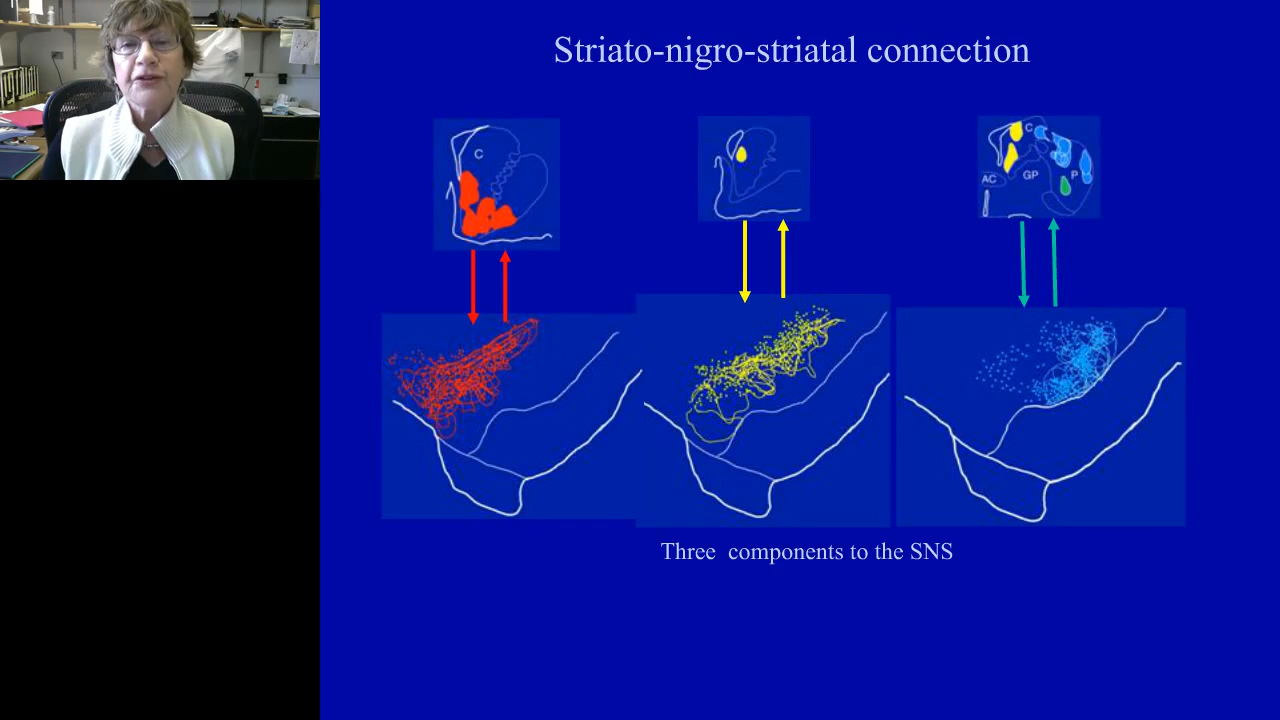 Striato-nigro-striatal connection
C
C
AC
GP
P
Three components to the SNS